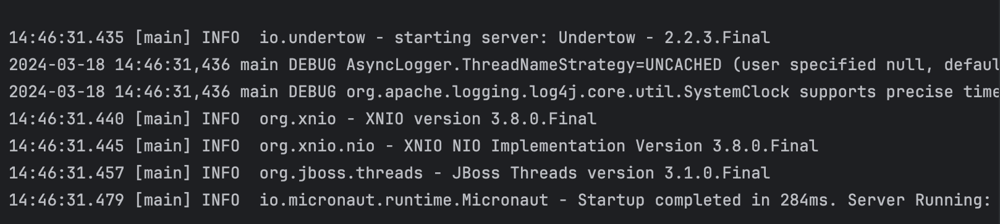 14:46:31.435 [main] INFO  io.undertow - starting server: Undertow - 2.2.3.Final
2024-03-18 14:46:31,436 main DEBUG AsyncLogger.ThreadNameStrategy=UNCACHED (user specified null, defaul
2024-03-18 14:46:31,436 main DEBUG org.apache.logging.log4j.core.util.SystemClock supports precise time
14:46:31.440 [main] INFO  org.xnio - XNIO version 3.8.0.Final
14:46:31.445 [main] INFO  org.xnio.nio - XNIO NIO Implementation Version 3.8.0.Final
14:46:31.457 [main] INFO  org.jboss.threads - JBoss Threads version 3.1.0.Final
14:46:31.479 [main] INFO  io.micronaut.runtime.Micronaut - Startup completed in 284ms. Server Running: